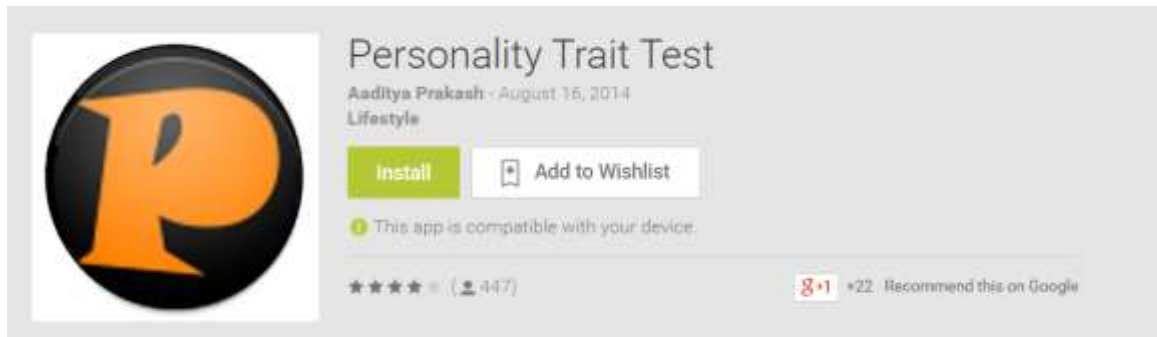 P
Personality Trait Test
Aaditya Prakash - August 16, 2014
Lifestyle
Install
Add to Wishlist
This app is compatible with your device.
(447)
g+1 +22 Recommend this on Google